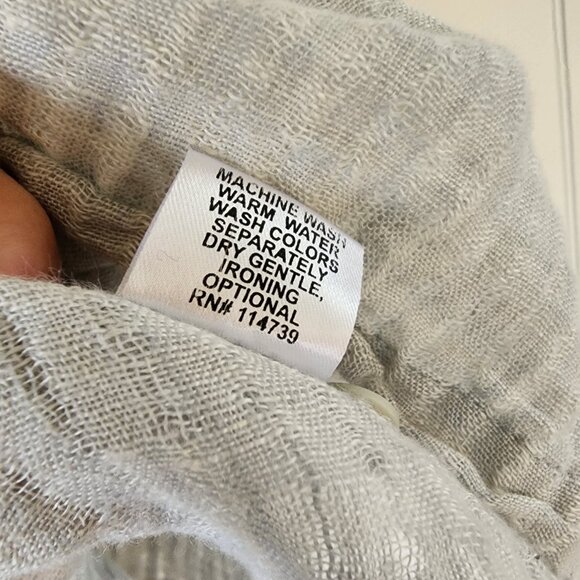 MACHINE WASH
WARM WATER
WASH COLORS
SEPARATELY
DRY GENTLE,
IRONING
OPTIONAL
RN# 114739